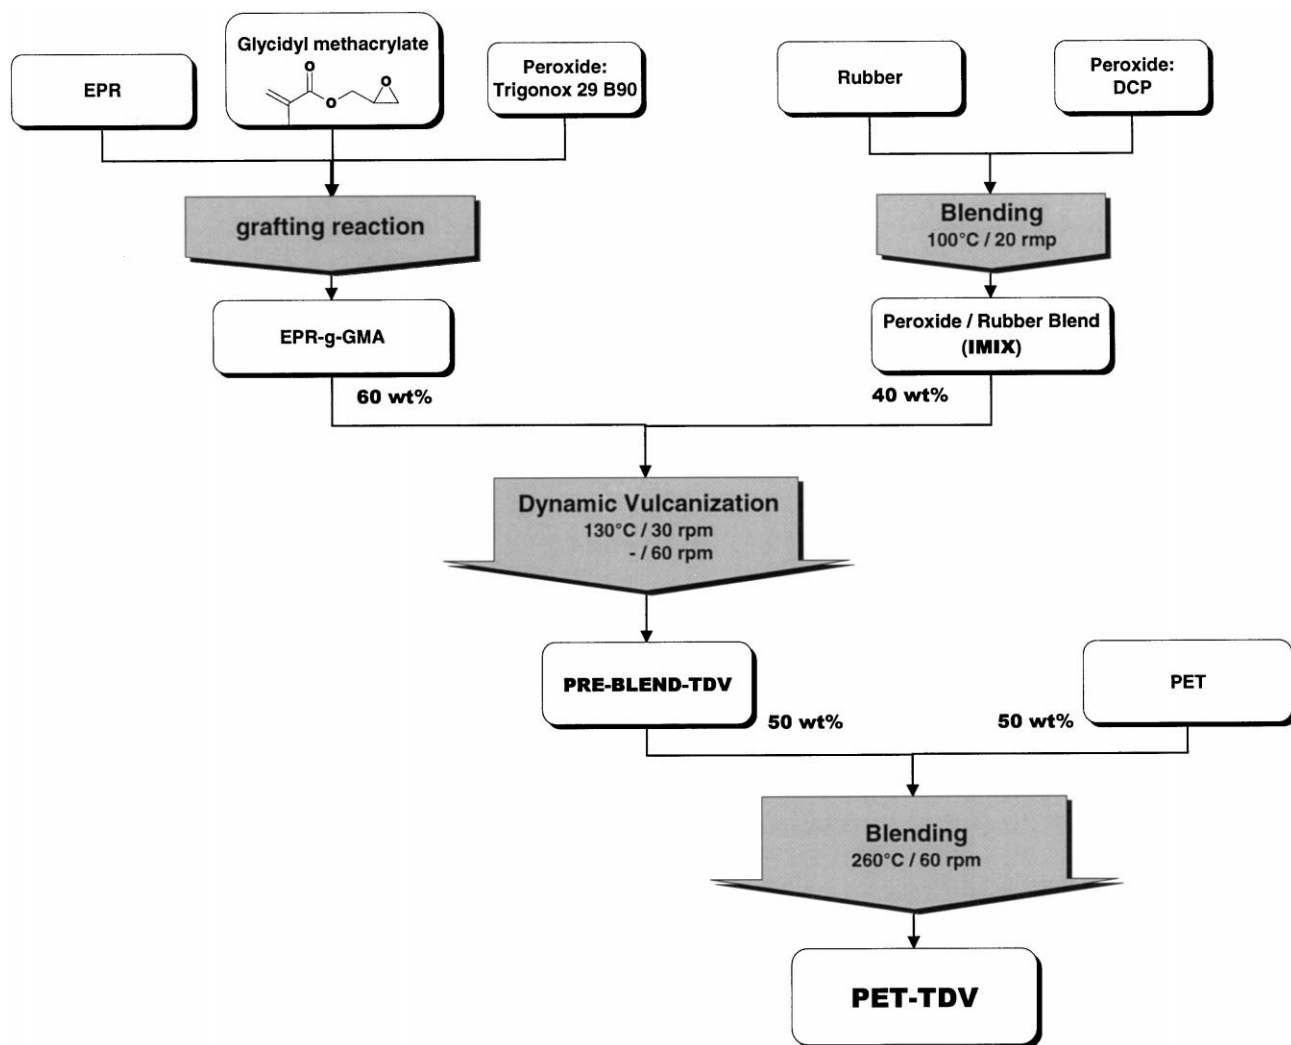 EPR
Glycidyl methacrylate
O
O
O
Peroxide:
Trigonox 29 B90
Rubber
Peroxide:
DCP
grafting reaction
Blending
100°C / 20 rmp
EPR-g-GMA
Peroxide / Rubber Blend
(IMIX)
60 wt%
40 wt%
Dynamic Vulcanization
130°C / 30 rpm
- / 60 rpm
PRE-BLEND-TDV
PET
50 wt%
50 wt%
Blending
260°C / 60 rpm
PET-TDV